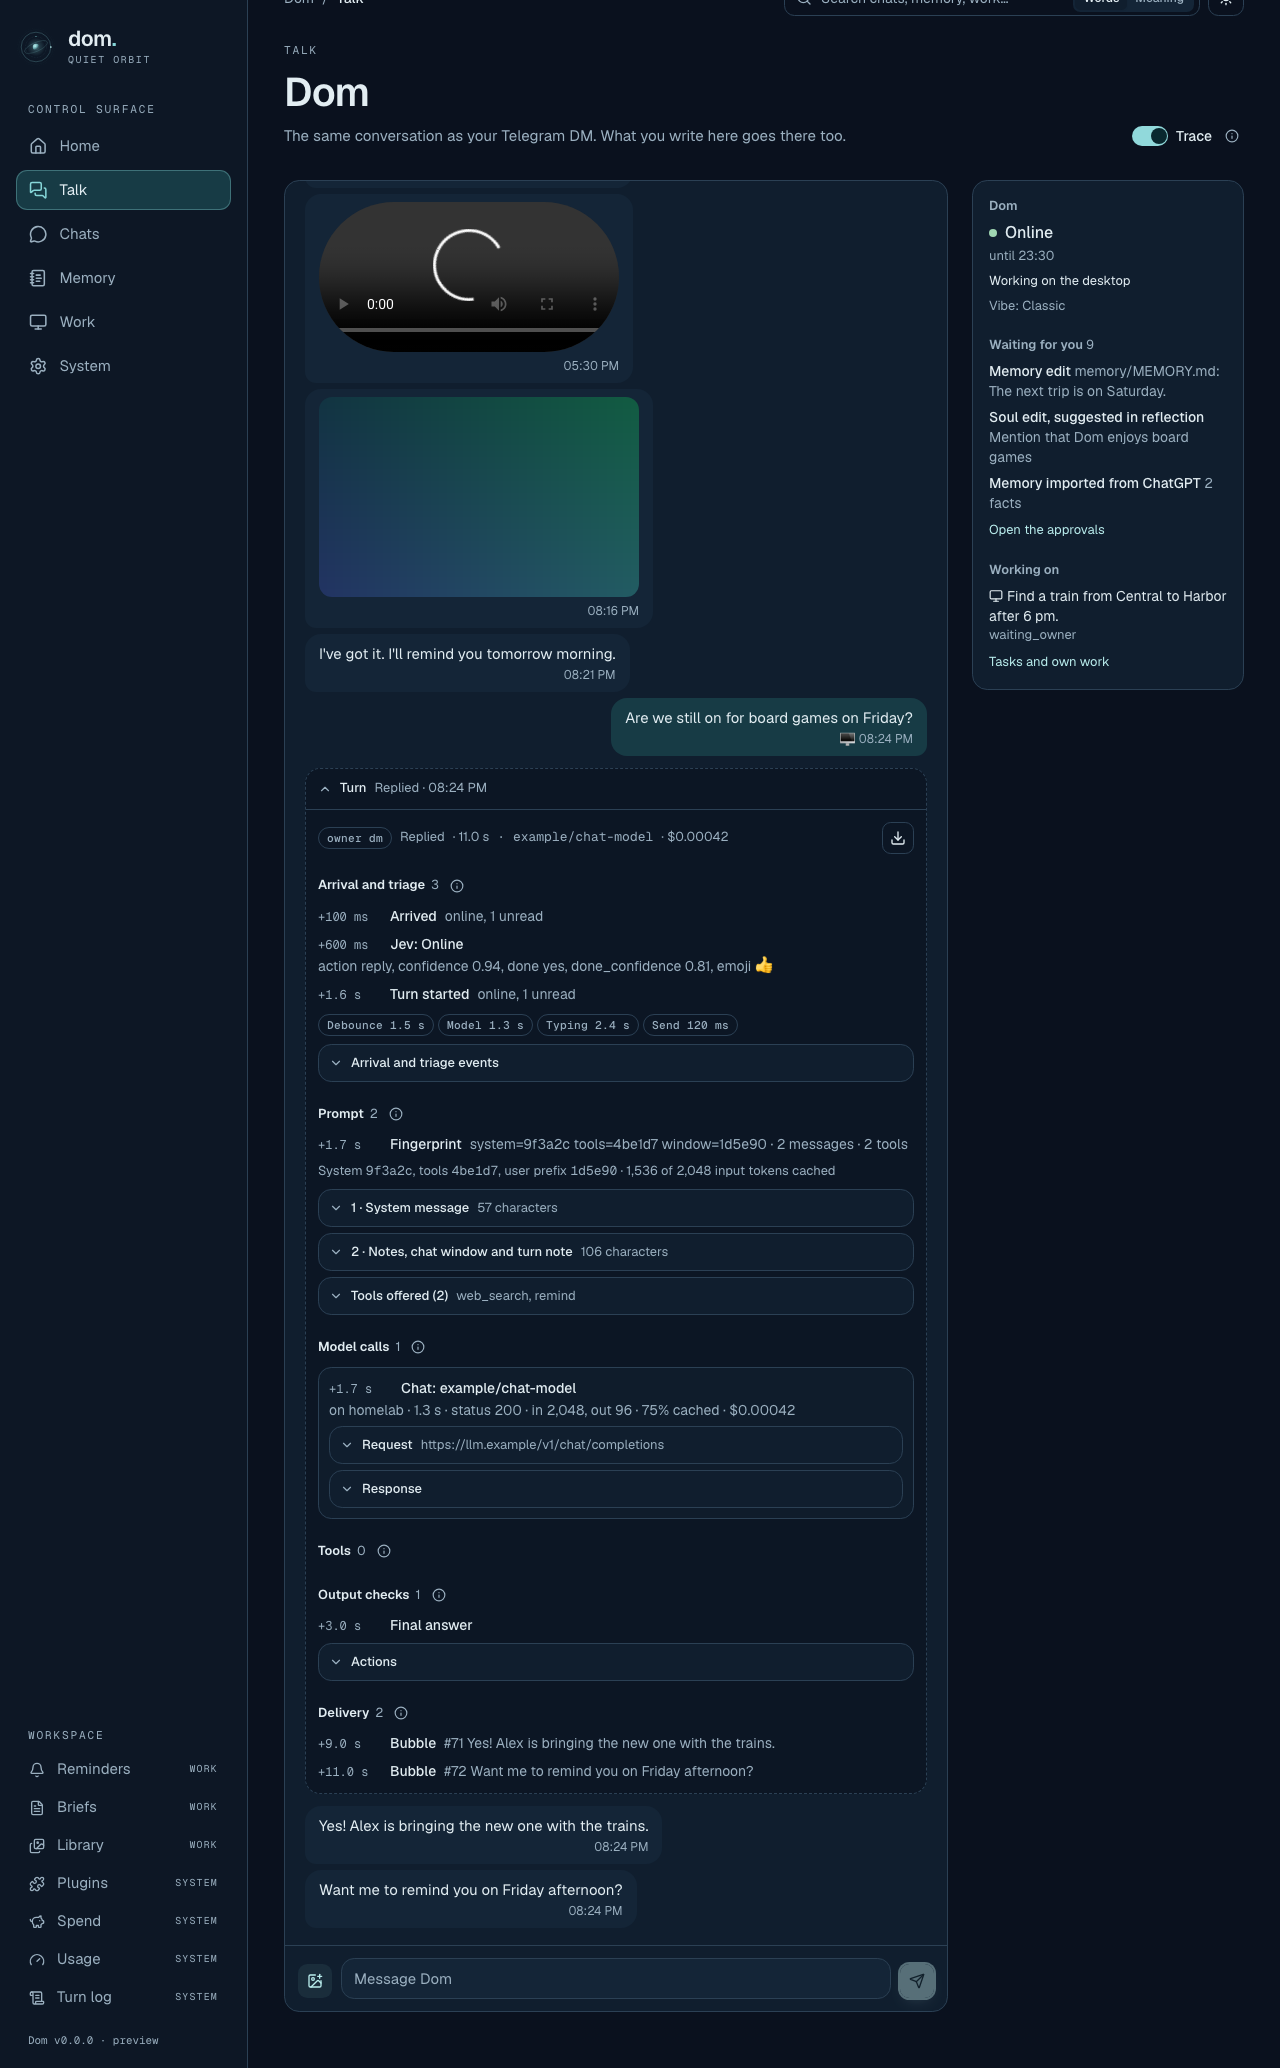 dom.
QUIET ORBIT
CONTROL SURFACE
Home
Talk
Chats
Memory
Work
System
WORKSPACE
Reminders WORK
Briefs WORK
Library WORK
Plugins SYSTEM
Spend SYSTEM
Usage SYSTEM
Turn log SYSTEM
Dom v0.0.0 · preview
Dom / Talk
Search chats, memory, work...
Words Meaning
TALK
Dom
The same conversation as your Telegram DM. What you write here goes there too.
Trace
0:00
05:30 PM
08:16 PM
I've got it. I'll remind you tomorrow morning.
08:21 PM
Are we still on for board games on Friday?
🖥️ 08:24 PM
Turn Replied · 08:24 PM
owner dm Replied · 11.0 s · example/chat-model · $0.00042
Arrival and triage 3
+100 ms Arrived online, 1 unread
+600 ms Jev: Online
action reply, confidence 0.94, done yes, done_confidence 0.81, emoji 👍
+1.6 s Turn started online, 1 unread
Debounce 1.5 s Model 1.3 s Typing 2.4 s Send 120 ms
Arrival and triage events
Prompt 2
+1.7 s Fingerprint system=9f3a2c tools=4be1d7 window=1d5e90 · 2 messages · 2 tools
System 9f3a2c, tools 4be1d7, user prefix 1d5e90 · 1,536 of 2,048 input tokens cached
1 · System message 57 characters
2 · Notes, chat window and turn note 106 characters
Tools offered (2) web_search, remind
Model calls 1
+1.7 s Chat: example/chat-model
on homelab · 1.3 s · status 200 · in 2,048, out 96 · 75% cached · $0.00042
Request https://llm.example/v1/chat/completions
Response
Tools 0
Output checks 1
+3.0 s Final answer
Actions
Delivery 2
+9.0 s Bubble #71 Yes! Alex is bringing the new one with the trains.
+11.0 s Bubble #72 Want me to remind you on Friday afternoon?
Yes! Alex is bringing the new one with the trains.
08:24 PM
Want me to remind you on Friday afternoon?
08:24 PM
Message Dom
Dom
Online
until 23:30
Working on the desktop
Vibe: Classic
Waiting for you 9
Memory edit memory/MEMORY.md:
The next trip is on Saturday.
Soul edit, suggested in reflection
Mention that Dom enjoys board
games
Memory imported from ChatGPT 2
facts
Open the approvals
Working on
Find a train from Central to Harbor
after 6 pm.
waiting_owner
Tasks and own work